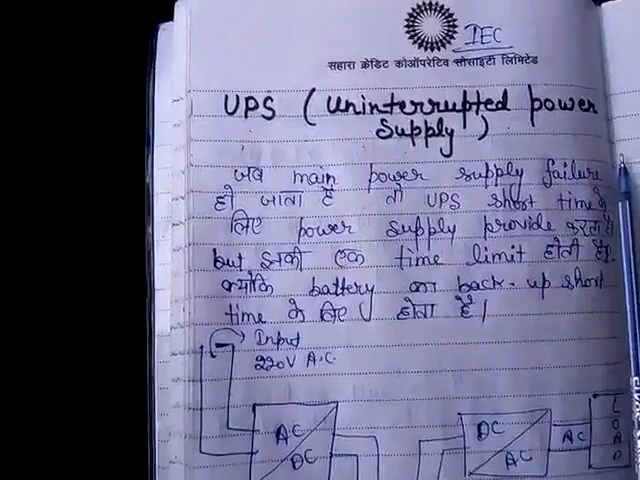 IEC
सहारा क्रेडिट कोऑपरेटिव सोसाइटी लिमिटेड
UPS (Uninterrupted power
Supply)
जब main power supply failure
हो जाता है तो UPS short time के
लिए power supply provide करता है।
but इनकी एक time limit होती है।
क्योंकि battery का back-up short
time के लिए होता है।
Input
220V A.C.
AC
DC
DC
AC
AC
LOAD